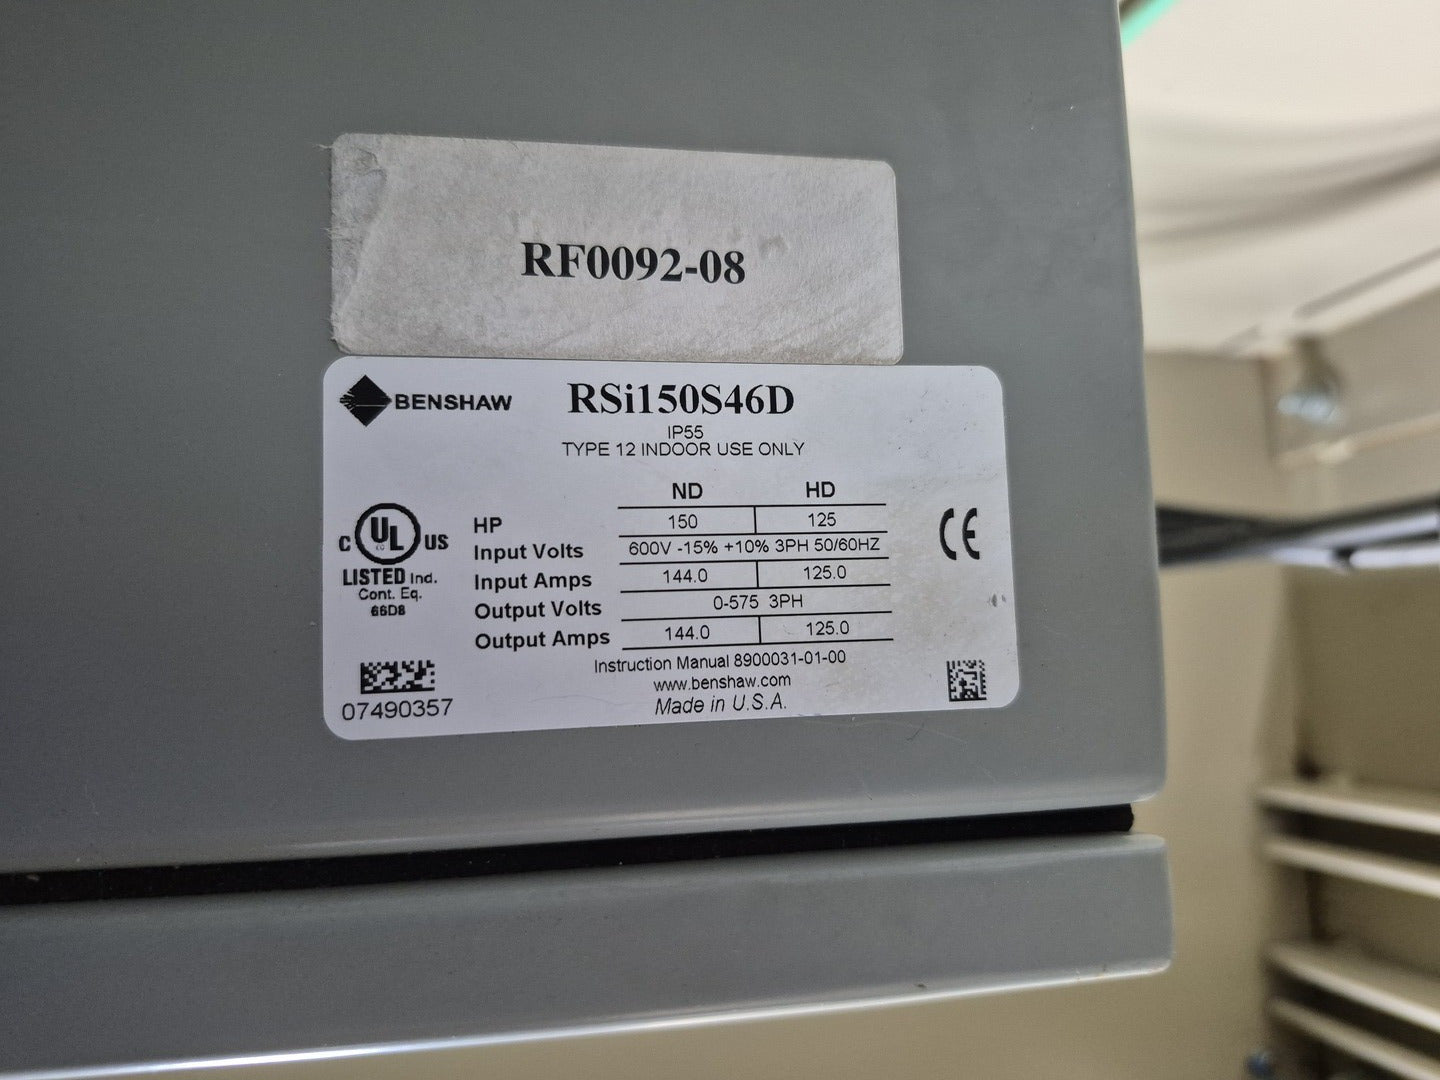 RF0092-08
BENSHAW RSi150S46D
IP55
TYPE 12 INDOOR USE ONLY
ND HD
HP 150 125
Input Volts 600V -15% +10% 3PH 50/60HZ
Input Amps 144.0 125.0
Output Volts 0-575 3PH
Output Amps 144.0 125.0
C UL US
LISTED Ind.
Cont. Eq.
66D8
CE
Instruction Manual 8900031-01-00
www.benshaw.com
Made in U.S.A.
07490357